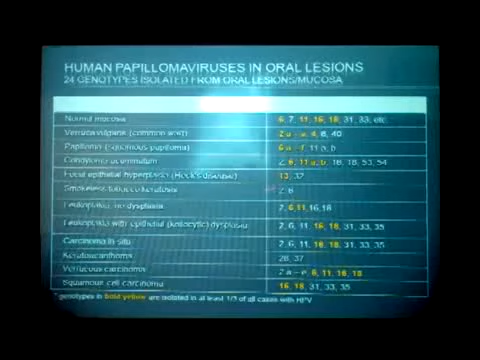 HUMAN PAPILLOMAVIRUSES IN ORAL LESIONS
24 GENOTYPES ISOLATED FROM ORAL LESIONS/MUCOSA
Normal mucosa 6, 7, 11, 16, 18, 31, 33, etc
Verruca vulgaris (common wart) 2 a – e, 4, 6, 40
Papilloma (squamous papilloma) 6 a – f, 11 a, b
Condyloma acuminatum 2, 6, 11 a, b, 16, 18, 53, 54
Focal epithelial hyperplasia (Heck's disease) 13, 32
Smokeless tobacco keratosis 2, 6
Leukoplakia, no dysplasia 2, 6, 11, 16, 18
Leukoplakia with epithelial dysplasia 2, 6, 11, 16, 18, 31, 33, 35
Carcinoma in-situ 2, 6, 11, 16, 18, 31, 33, 35
Keratoacanthoma 37
Verrucous carcinoma 2 a – e, 6, 11, 16, 18
Squamous cell carcinoma 16, 18, 31, 33, 35
* genotypes in bold yellow are isolated in at least 1/3 of all cases with HPV